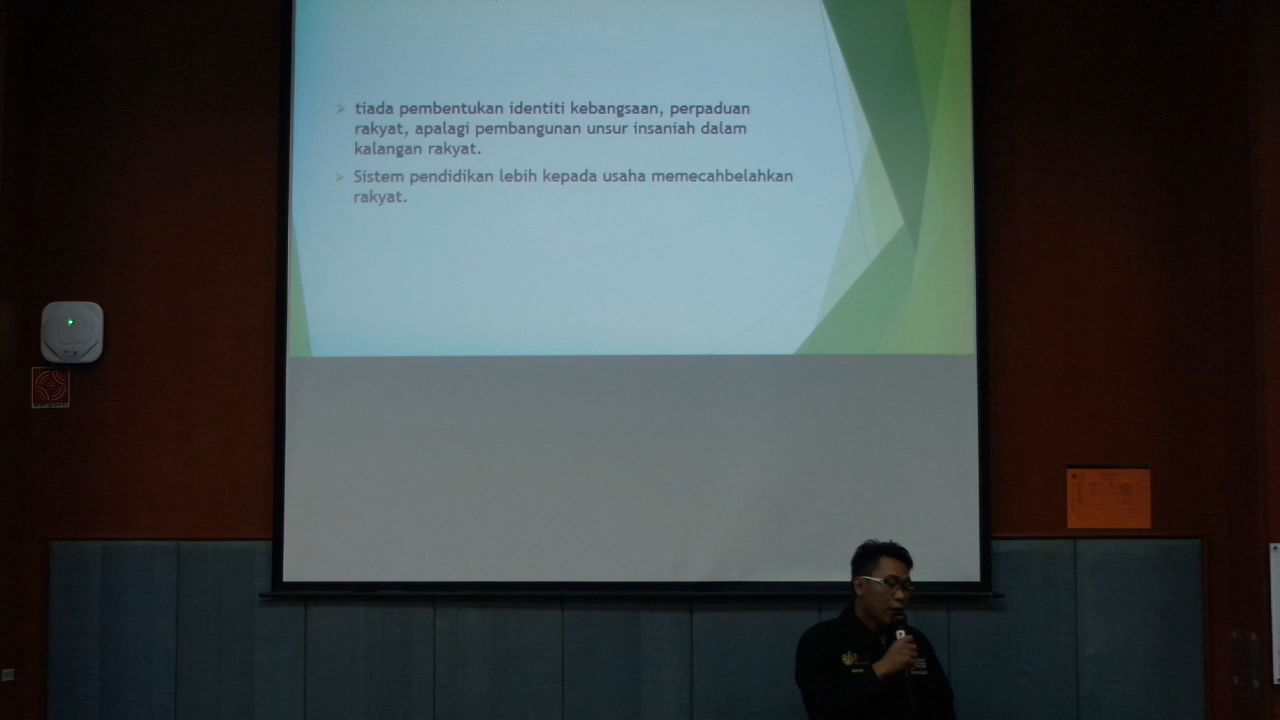 ➢ tiada pembentukan identiti kebangsaan, perpaduan
rakyat, apalagi pembangunan unsur insaniah dalam
kalangan rakyat.
➢ Sistem pendidikan lebih kepada usaha memecahbelahkan
rakyat.